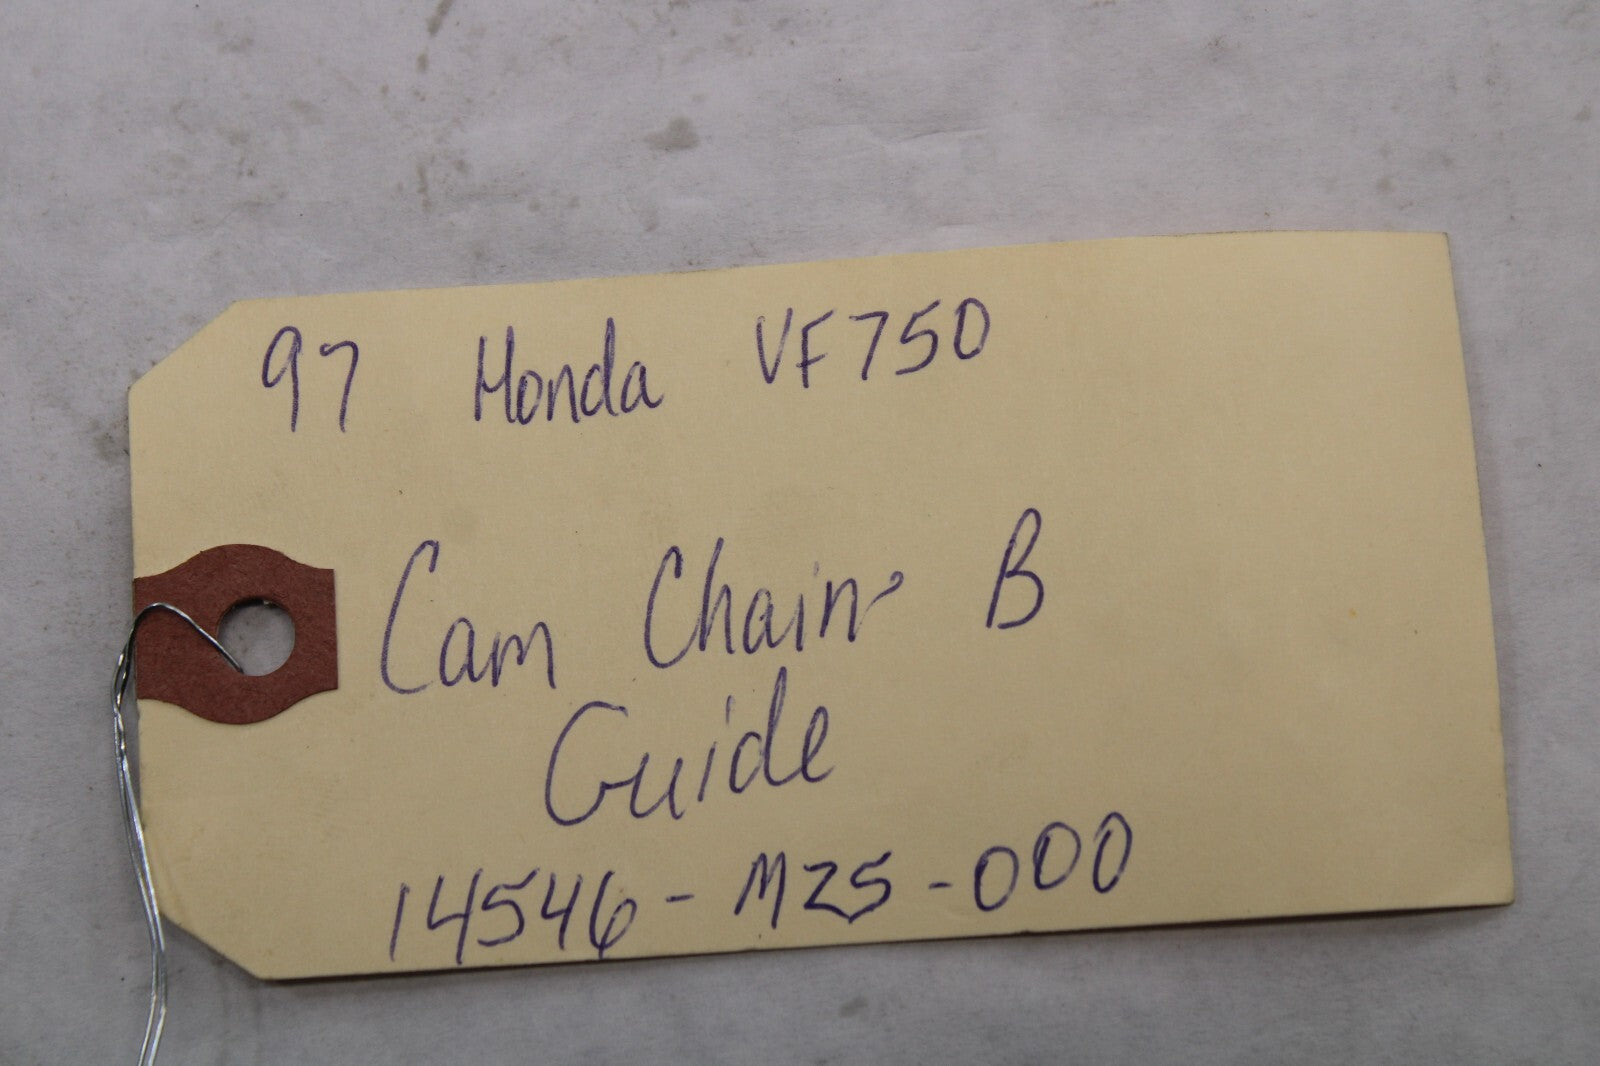 97 Honda VF750
Cam Chain B
Guide
14546-MZ5-000